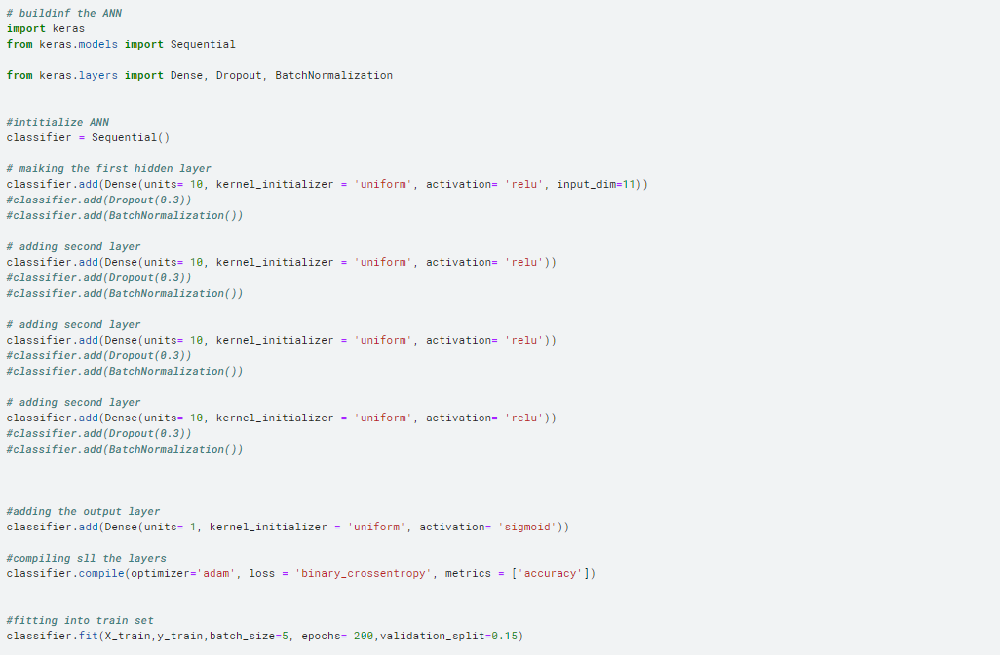 # buildinf the ANN
import keras
from keras.models import Sequential
from keras.layers import Dense, Dropout, BatchNormalization
#intitialize ANN
classifier = Sequential()
# maiking the first hidden layer
classifier.add(Dense(units= 10, kernel_initializer = 'uniform', activation= 'relu', input_dim=11))
#classifier.add(Dropout(0.3))
#classifier.add(BatchNormalization())
# adding second layer
classifier.add(Dense(units= 10, kernel_initializer = 'uniform', activation= 'relu'))
#classifier.add(Dropout(0.3))
#classifier.add(BatchNormalization())
# adding second layer
classifier.add(Dense(units= 10, kernel_initializer = 'uniform', activation= 'relu'))
#classifier.add(Dropout(0.3))
#classifier.add(BatchNormalization())
# adding second layer
classifier.add(Dense(units= 10, kernel_initializer = 'uniform', activation= 'relu'))
#classifier.add(Dropout(0.3))
#classifier.add(BatchNormalization())
#adding the output layer
classifier.add(Dense(units= 1, kernel_initializer = 'uniform', activation= 'sigmoid'))
#compiling sll the layers
classifier.compile(optimizer='adam', loss = 'binary_crossentropy', metrics = ['accuracy'])
#fitting into train set
classifier.fit(X_train,y_train,batch_size=5, epochs= 200,validation_split=0.15)